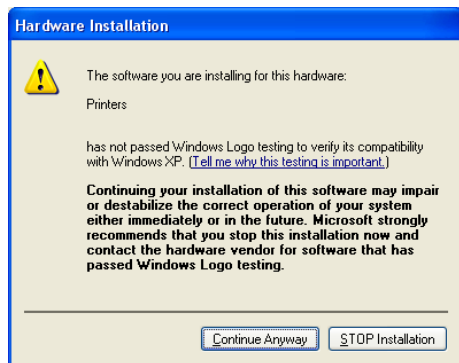 Hardware Installation
The software you are installing for this hardware:
Printers
has not passed Windows Logo testing to verify its compatibility
with Windows XP. (Tell me why this testing is important.)
Continuing your installation of this software may impair
or destabilize the correct operation of your system
either immediately or in the future. Microsoft strongly
recommends that you stop this installation now and
contact the hardware vendor for software that has
passed Windows Logo testing.
Continue Anyway
STOP Installation